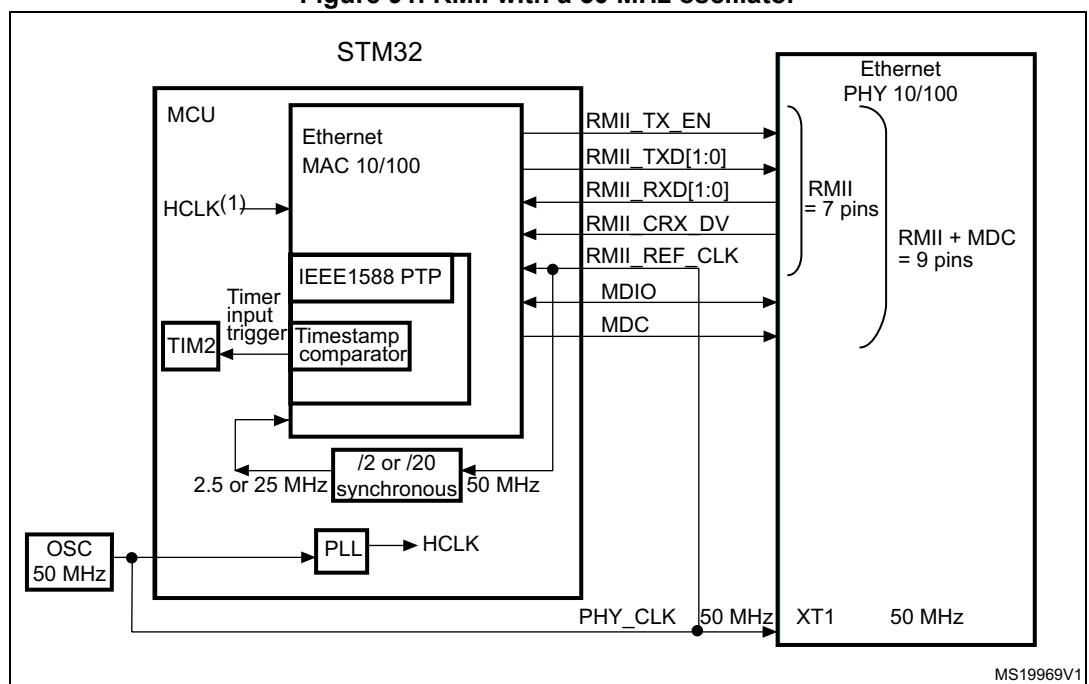 STM32
MCU
Ethernet
MAC 10/100
HCLK(1)
IEEE1588 PTP
Timer
input
trigger
TIM2
Timestamp
comparator
/2 or /20
synchronous
2.5 or 25 MHz
50 MHz
OSC
50 MHz
PLL
HCLK
RMII_TX_EN
RMII_TXD[1:0]
RMII_RXD[1:0]
RMII_CRX_DV
RMII_REF_CLK
MDIO
MDC
Ethernet
PHY 10/100
RMII
= 7 pins
RMII + MDC
= 9 pins
PHY_CLK
50 MHz
XT1
50 MHz
MS19969V1